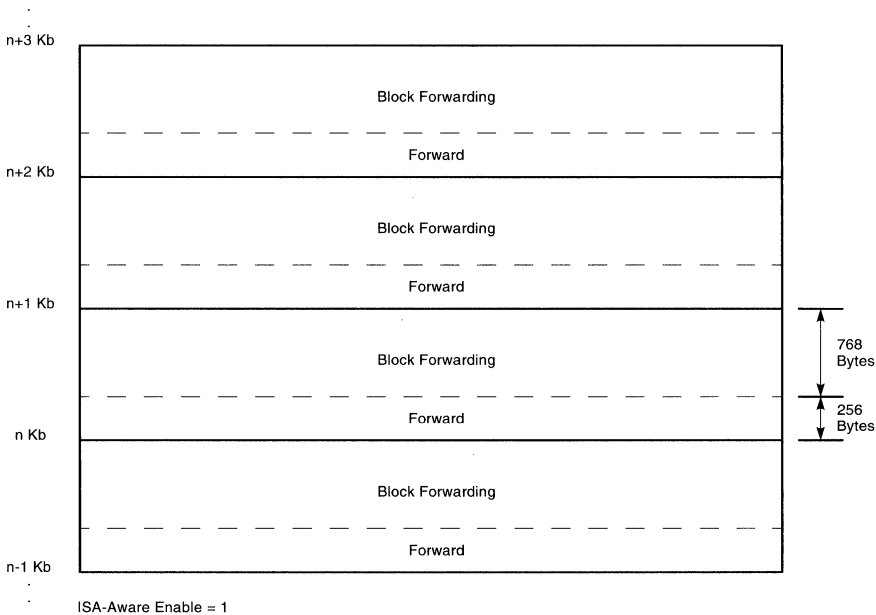 n+3 Kb
Block Forwarding
Forward
n+2 Kb
Block Forwarding
Forward
n+1 Kb
Block Forwarding
768
Bytes
Forward
256
Bytes
n Kb
Block Forwarding
Forward
n-1 Kb
ISA-Aware Enable = 1